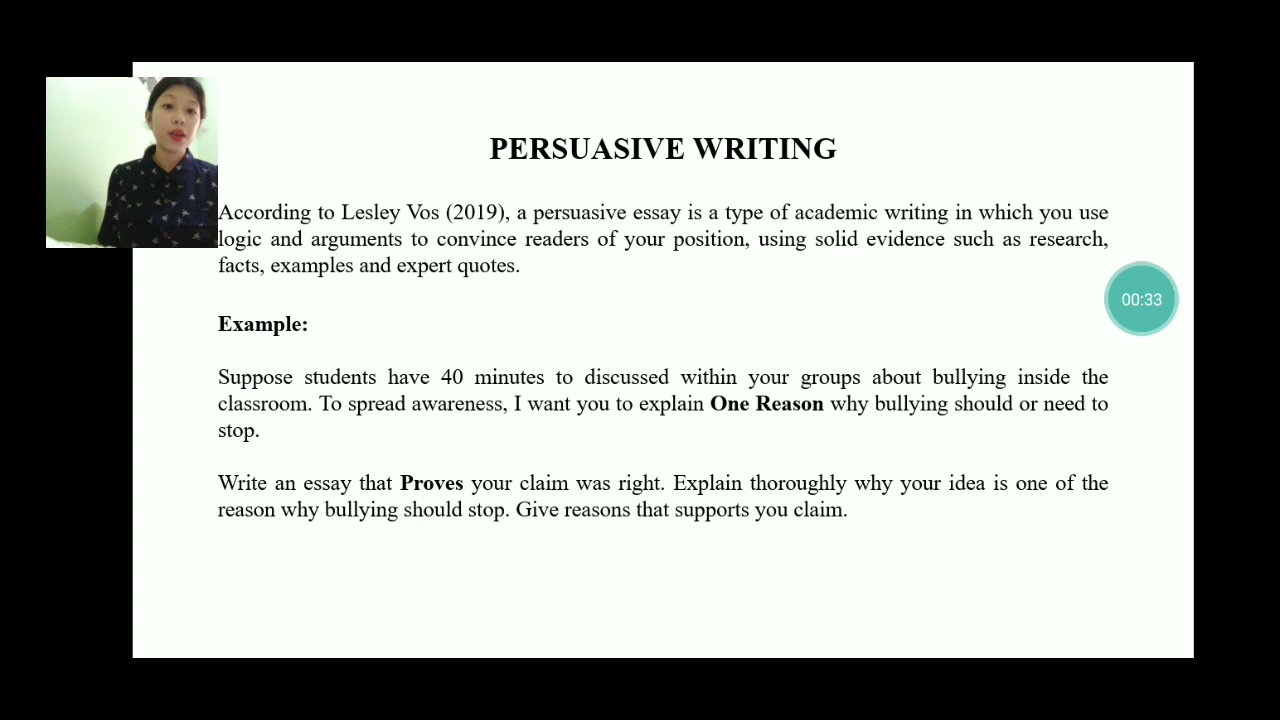 PERSUASIVE WRITING
According to Lesley Vos (2019), a persuasive essay is a type of academic writing in which you use
logic and arguments to convince readers of your position, using solid evidence such as research,
facts, examples and expert quotes.
00:33
Example:
Suppose students have 40 minutes to discussed within your groups about bullying inside the
classroom. To spread awareness, I want you to explain One Reason why bullying should or need to
stop.
Write an essay that Proves your claim was right. Explain thoroughly why your idea is one of the
reason why bullying should stop. Give reasons that supports you claim.